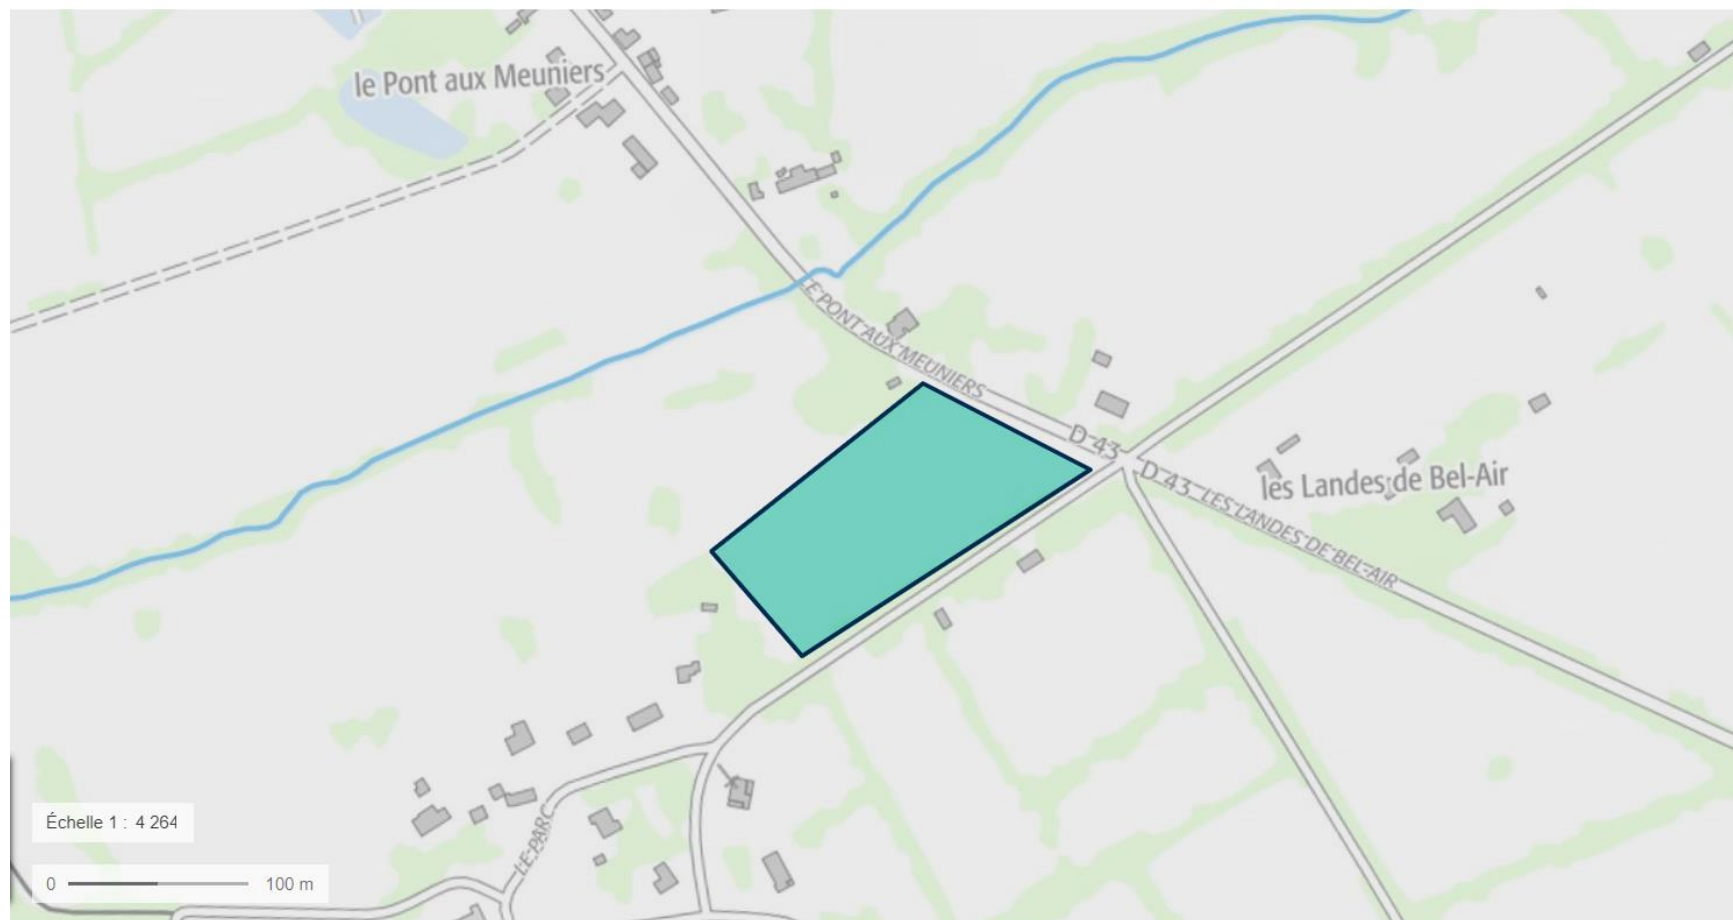 le Pont aux Meuniers
LE PONT AUX MEUNIERS
D 43
D 43
LES LANDES DE BEL-AIR
les Landes de Bel-Air
LE PARC
Échelle 1 : 4 264
0 100 m